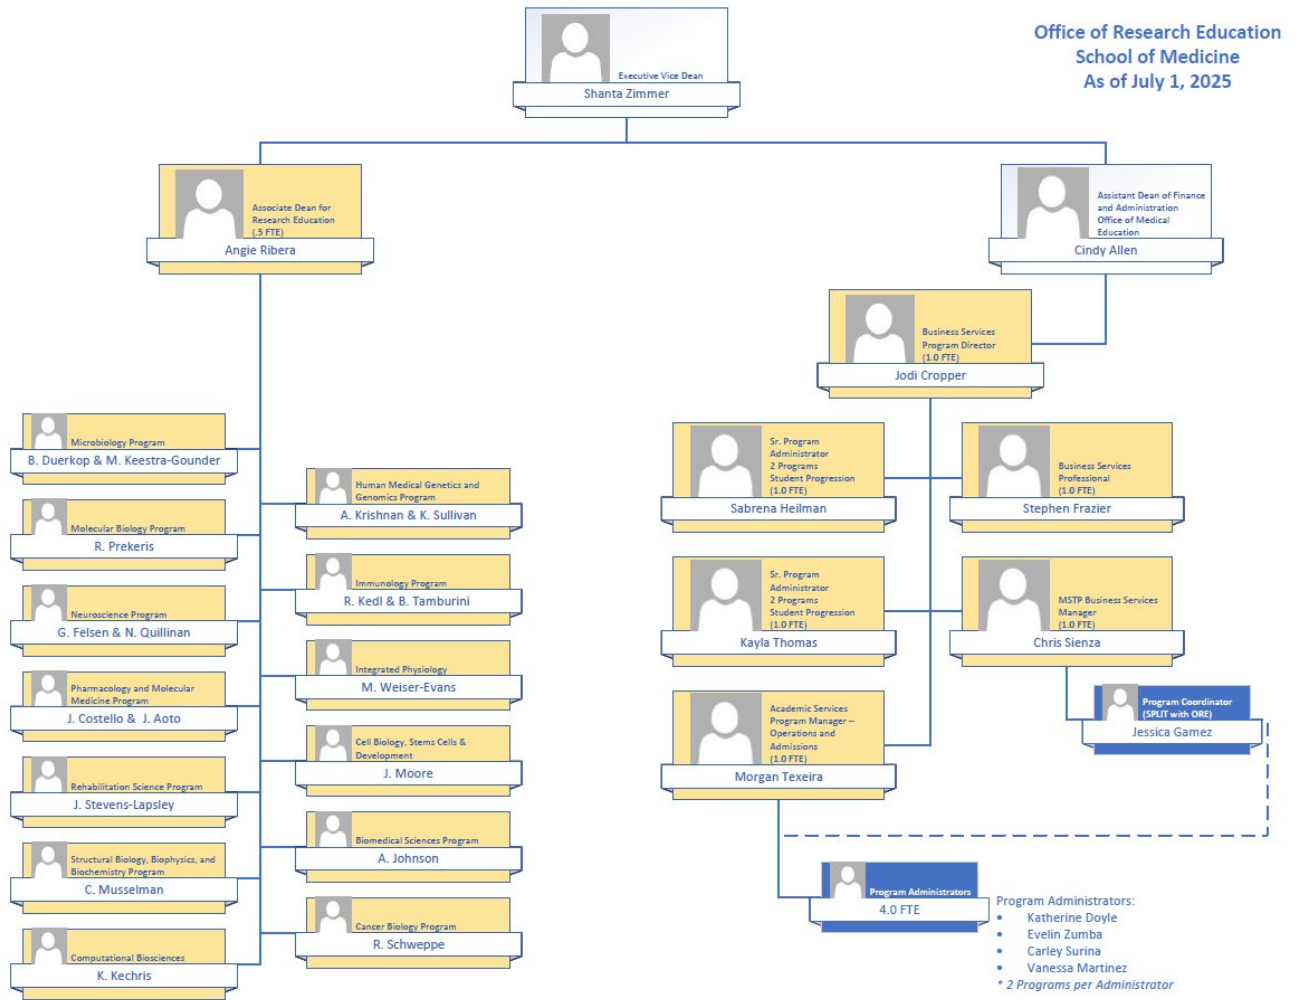 Office of Research Education
School of Medicine
As of July 1, 2025
Executive Vice Dean
Shanta Zimmer
Associate Dean for
Research Education
(.5 FTE)
Angie Ribera
Assistant Dean of Finance
and Administration
Office of Medical
Education
Cindy Allen
Business Services
Program Director
(1.0 FTE)
Jodi Cropper
Microbiology Program
B. Duerkop & M. Keestra-Gounder
Molecular Biology Program
R. Prekeris
Neuroscience Program
G. Felsen & N. Quillinan
Pharmacology and Molecular
Medicine Program
J. Costello & J. Aoto
Rehabilitation Science Program
J. Stevens-Lapsley
Structural Biology, Biophysics, and
Biochemistry Program
C. Musselman
Computational Biosciences
K. Kechris
Human Medical Genetics and
Genomics Program
A. Krishnan & K. Sullivan
Immunology Program
R. Kedl & B. Tamburini
Integrated Physiology
M. Weiser-Evans
Cell Biology, Stems Cells &
Development
J. Moore
Biomedical Sciences Program
A. Johnson
Cancer Biology Program
R. Schweppe
Sr. Program
Administrator
2 Programs
Student Progression
(1.0 FTE)
Sabrena Heilman
Business Services
Professional
(1.0 FTE)
Stephen Frazier
Sr. Program
Administrator
2 Programs
Student Progression
(1.0 FTE)
Kayla Thomas
MSTP Business Services
Manager
(1.0 FTE)
Chris Sienza
Academic Services
Program Manager –
Operations and
Admissions
(1.0 FTE)
Morgan Texeira
Program Coordinator
(SPLIT with ORE)
Jessica Gamez
Program Administrators
4.0 FTE
Program Administrators:
• Katherine Doyle
• Evelin Zumba
• Carley Surina
• Vanessa Martinez
* 2 Programs per Administrator